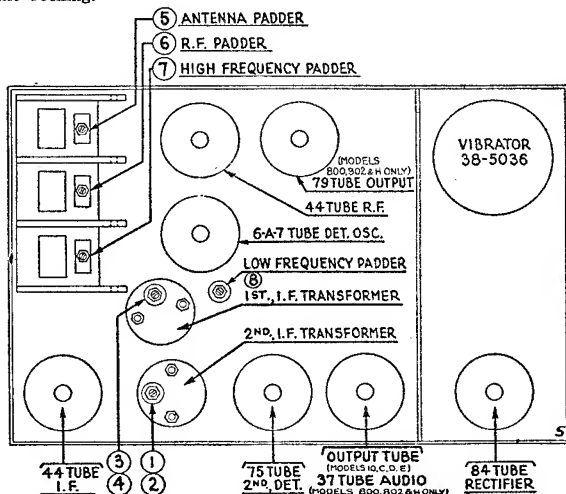 ⑤ ANTENNA PADDER
⑥ R.F. PADDER
⑦ HIGH FREQUENCY PADDER
VIBRATOR
38-5036
(MODELS
800,802 & H ONLY)
79 TUBE OUTPUT
44 TUBE R.F.
6-A-7 TUBE DET. OSC.
LOW FREQUENCY PADDER
⑧
1ST., I.F. TRANSFORMER
2ND., I.F. TRANSFORMER
5
44 TUBE
I.F.
③
④
①
②
75 TUBE
2ND. DET.
OUTPUT TUBE
(MODELS 10, C, D, E)
37 TUBE AUDIO
(MODELS 800, 802 & H ONLY)
84 TUBE
RECTIFIER